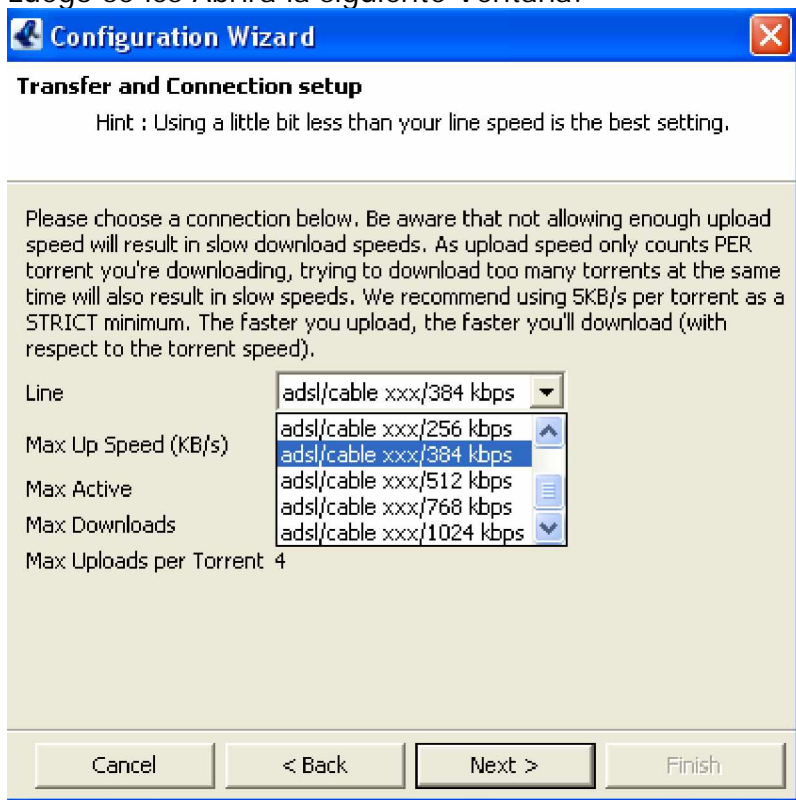 Luego se les Abrirá la siguiente Ventana:
Configuration Wizard
Transfer and Connection setup
Hint : Using a little bit less than your line speed is the best setting.
Please choose a connection below. Be aware that not allowing enough upload
speed will result in slow download speeds. As upload speed only counts PER
torrent you're downloading, trying to download too many torrents at the same
time will also result in slow speeds. We recommend using 5KB/s per torrent as a
STRICT minimum. The faster you upload, the faster you'll download (with
respect to the torrent speed).
Line adsl/cable xxx/384 kbps
adsl/cable xxx/256 kbps
Max Up Speed (KB/s) adsl/cable xxx/384 kbps
Max Active adsl/cable xxx/512 kbps
adsl/cable xxx/768 kbps
Max Downloads adsl/cable xxx/1024 kbps
Max Uploads per Torrent 4
Cancel < Back Next > Finish